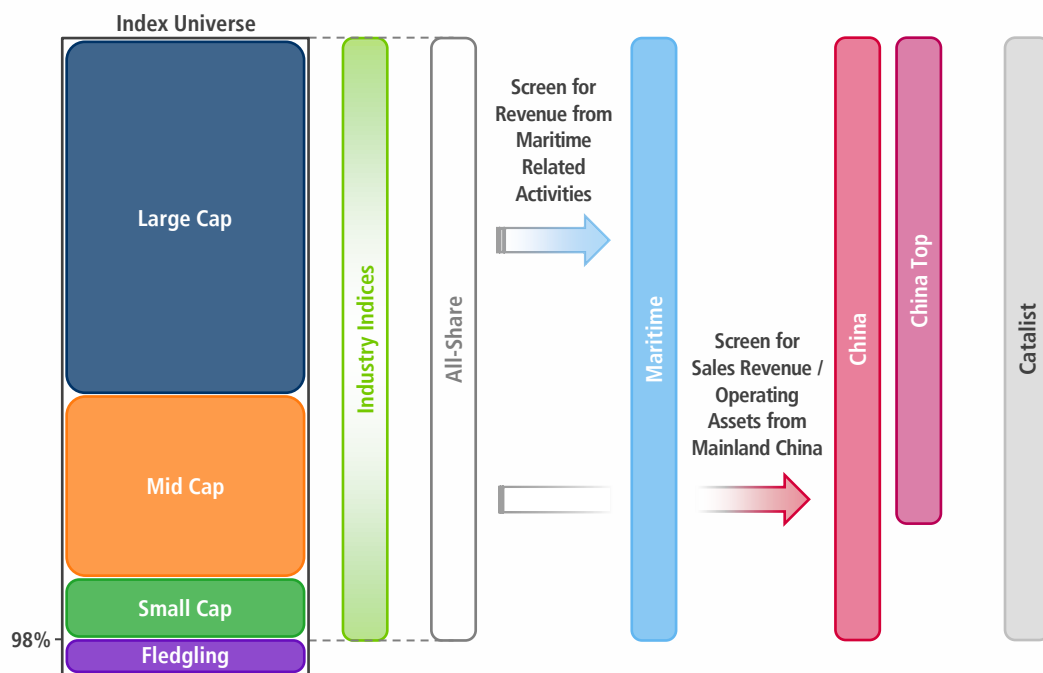 Index Universe
Large Cap
Mid Cap
Small Cap
98%
Fledgling
Industry Indices
All-Share
Screen for
Revenue from
Maritime
Related
Activities
Maritime
Screen for
Sales Revenue /
Operating
Assets from
Mainland China
China
China Top
Catalist